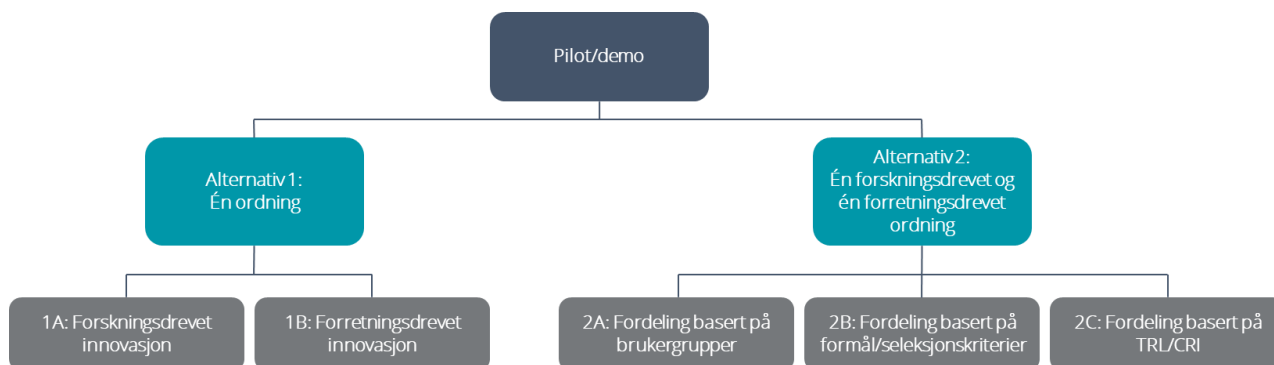 Pilot/demo
Alternativ 1:
Én ordning
Alternativ 2:
Én forskningsdrevet og
én forretningsdrevet
ordning
1A: Forskningsdrevet
innovasjon
1B: Forretningsdrevet
innovasjon
2A: Fordeling basert på
brukergrupper
2B: Fordeling basert på
formål/seleksjonskriterier
2C: Fordeling basert på
TRL/CRI